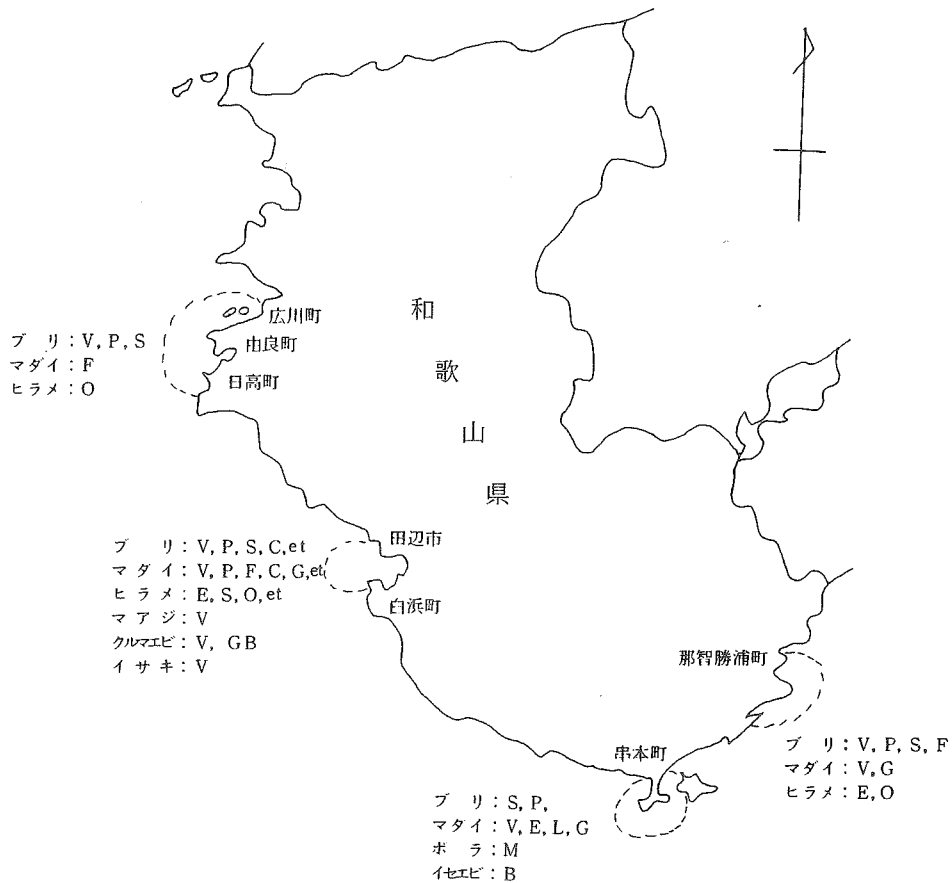 広川町
由良町
日高町
ブリ：V, P, S
マダイ：F
ヒラメ：O
和歌山県
田辺市
白浜町
ブリ：V, P, S, C, et
マダイ：V, P, F, C, G, et
ヒラメ：E, S, O, et
マアジ：V
クルマエビ：V, GB
イサキ：V
那智勝浦町
ブリ：V, P, S, F
マダイ：V, G
ヒラメ：E, O
串本町
ブリ：S, P,
マダイ：V, E, L, G
ボラ：M
イセエビ：B